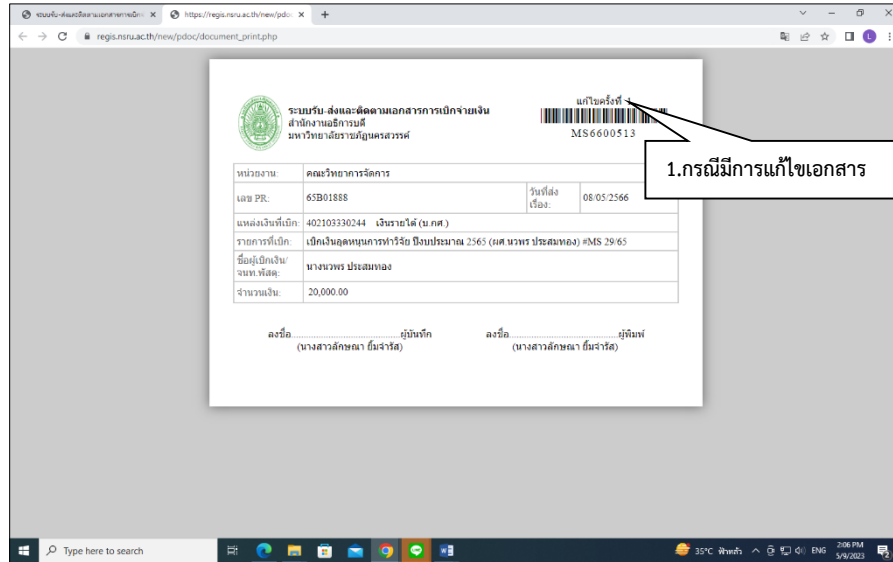 ระบบรับ-ส่งและติดตามเอกสารการเบิก
https://regis.nsru.ac.th/new/pdoc
regis.nsru.ac.th/new/pdoc/document_print.php
L
ระบบรับ-ส่งและติดตามเอกสารการเบิกจ่ายเงิน
สำนักงานอธิการบดี
มหาวิทยาลัยราชภัฏนครสวรรค์
แก้ไขครั้งที่
MS6600513
1.กรณีมีการแก้ไขเอกสาร
หน่วยงาน: คณะวิทยาการจัดการ
เลข PR: 65B01888 วันที่ส่งเรื่อง: 08/05/2566
แหล่งเงินที่เบิก: 402103330244 เงินรายได้ (บ.กศ.)
รายการที่เบิก: เบิกเงินอุดหนุนการทำวิจัย ปีงบประมาณ 2565 (ผศ.นวพร ประสมทอง) #MS 29/65
ชื่อผู้เบิกเงิน/จนท.พัสดุ: นางนวพร ประสมทอง
จำนวนเงิน: 20,000.00
ลงชื่อ........................................ผู้บันทึก ลงชื่อ........................................ผู้พิมพ์
(นางสาวลักษณา ยิ้มจำรัส) (นางสาวลักษณา ยิ้มจำรัส)
Type here to search
35°C ฟ้าหลัว ENG 2:06 PM
5/9/2023
2